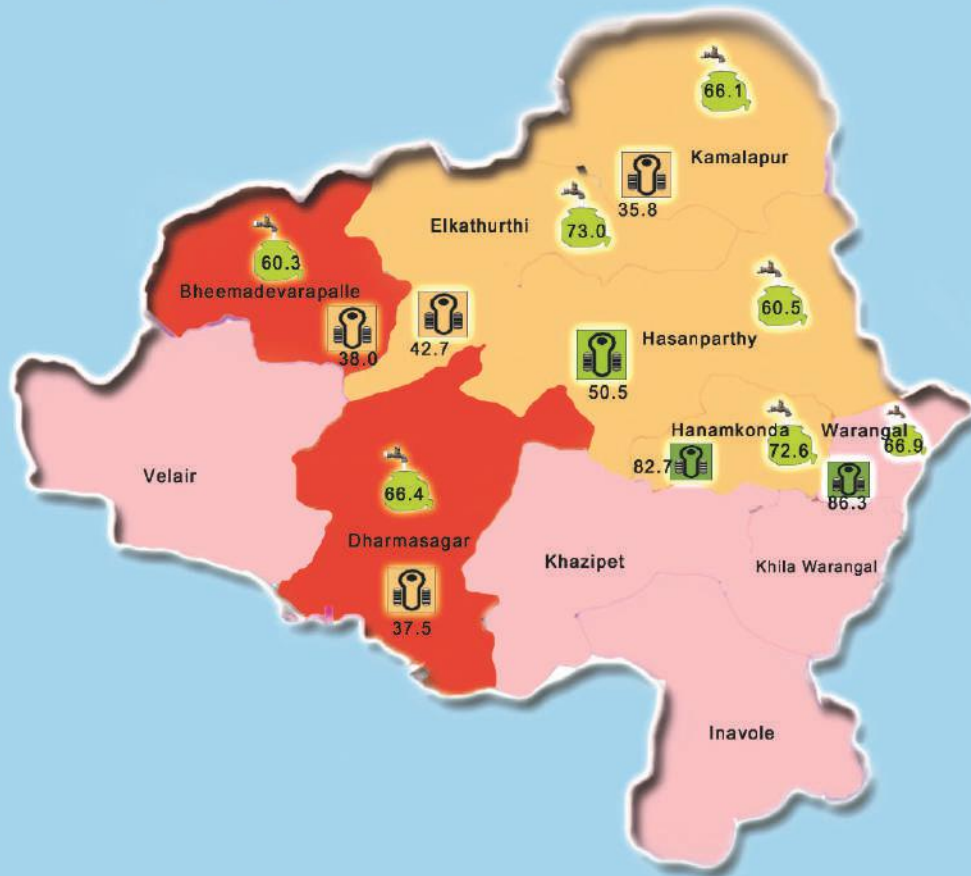 66.1
Kamalapur
35.8
Elkathurthi
73.0
60.3
Bheemadevarapalle
38.0
42.7
60.5
Hasanparthy
50.5
Hanamkonda
72.6
82.7
Warangal
66.9
86.3
Velair
66.4
Dharmasagar
37.5
Khazipet
Khila Warangal
Inavole